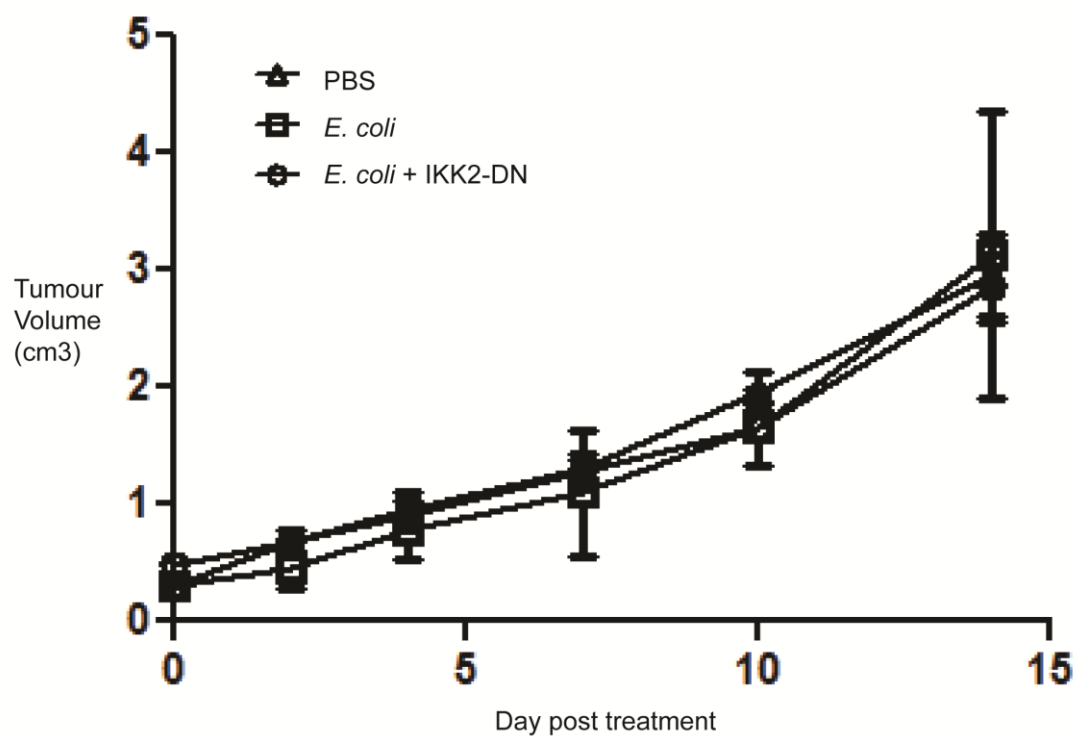 5
4
3
2
1
0
PBS
E. coli
E. coli + IKK2-DN
Tumour
Volume
(cm3)
0
5
10
15
Day post treatment